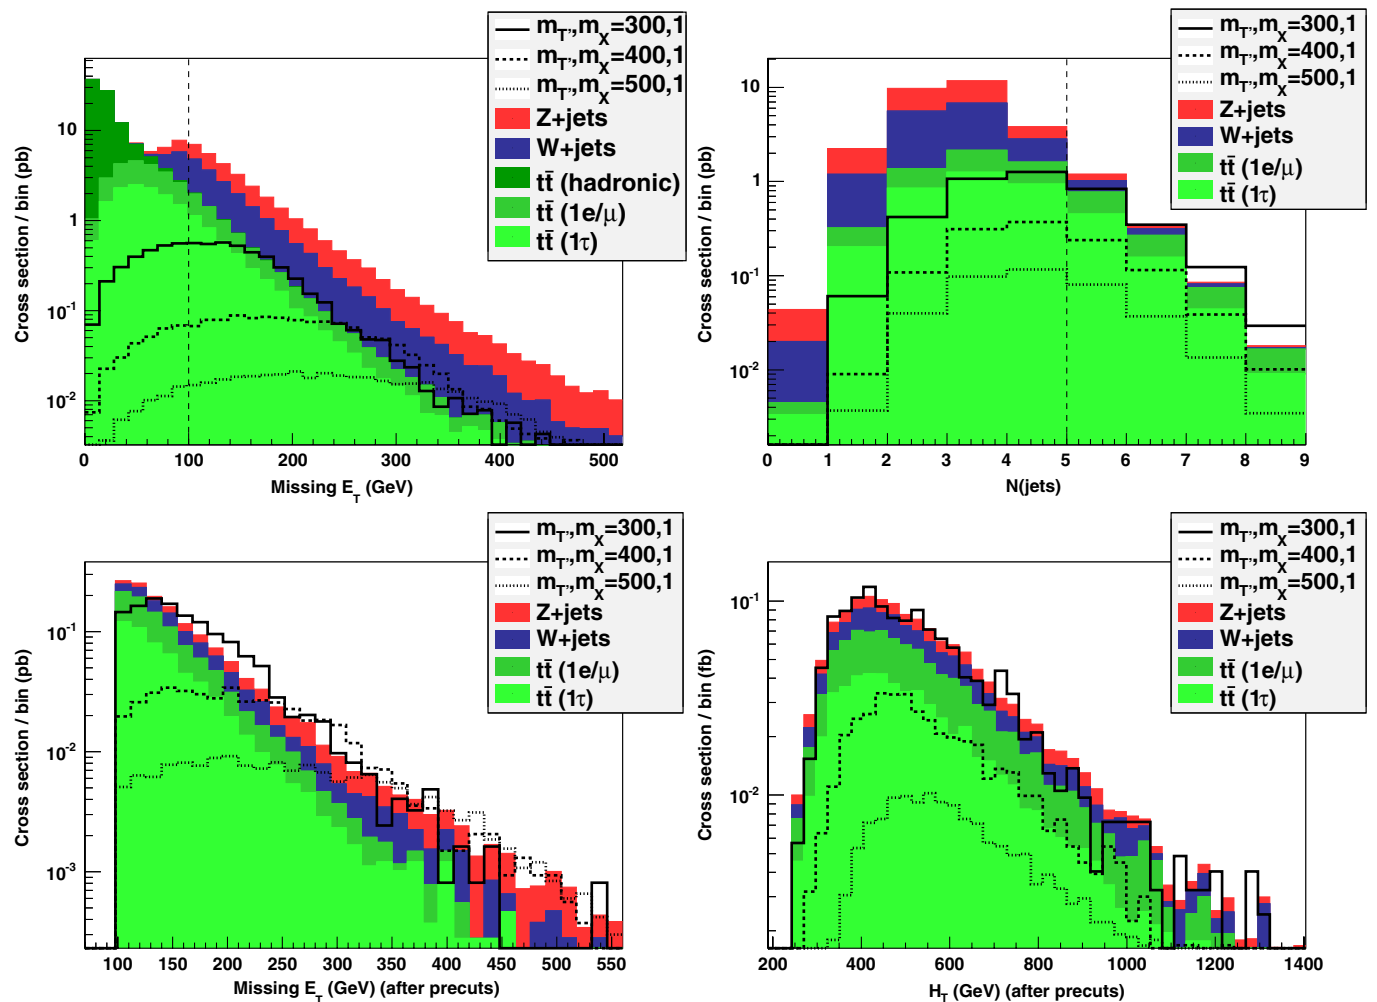 m_T',m_X=300,1
m_T',m_X=400,1
m_T',m_X=500,1
Z+jets
W+jets
tt̄ (hadronic)
tt̄ (1e/μ)
tt̄ (1τ)
Cross section / bin (pb)
10
1
10⁻¹
10⁻²
0 100 200 300 400 500
Missing E_T (GeV)
m_T',m_X=300,1
m_T',m_X=400,1
m_T',m_X=500,1
Z+jets
W+jets
tt̄ (1e/μ)
tt̄ (1τ)
Cross section / bin (pb)
10
1
10⁻¹
10⁻²
0 1 2 3 4 5 6 7 8 9
N(jets)
m_T',m_X=300,1
m_T',m_X=400,1
m_T',m_X=500,1
Z+jets
W+jets
tt̄ (1e/μ)
tt̄ (1τ)
Cross section / bin (pb)
10⁻¹
10⁻²
10⁻³
100 150 200 250 300 350 400 450 500 550
Missing E_T (GeV) (after precuts)
m_T',m_X=300,1
m_T',m_X=400,1
m_T',m_X=500,1
Z+jets
W+jets
tt̄ (1e/μ)
tt̄ (1τ)
Cross section / bin (fb)
10⁻¹
10⁻²
200 400 600 800 1000 1200 1400
H_T (GeV) (after precuts)